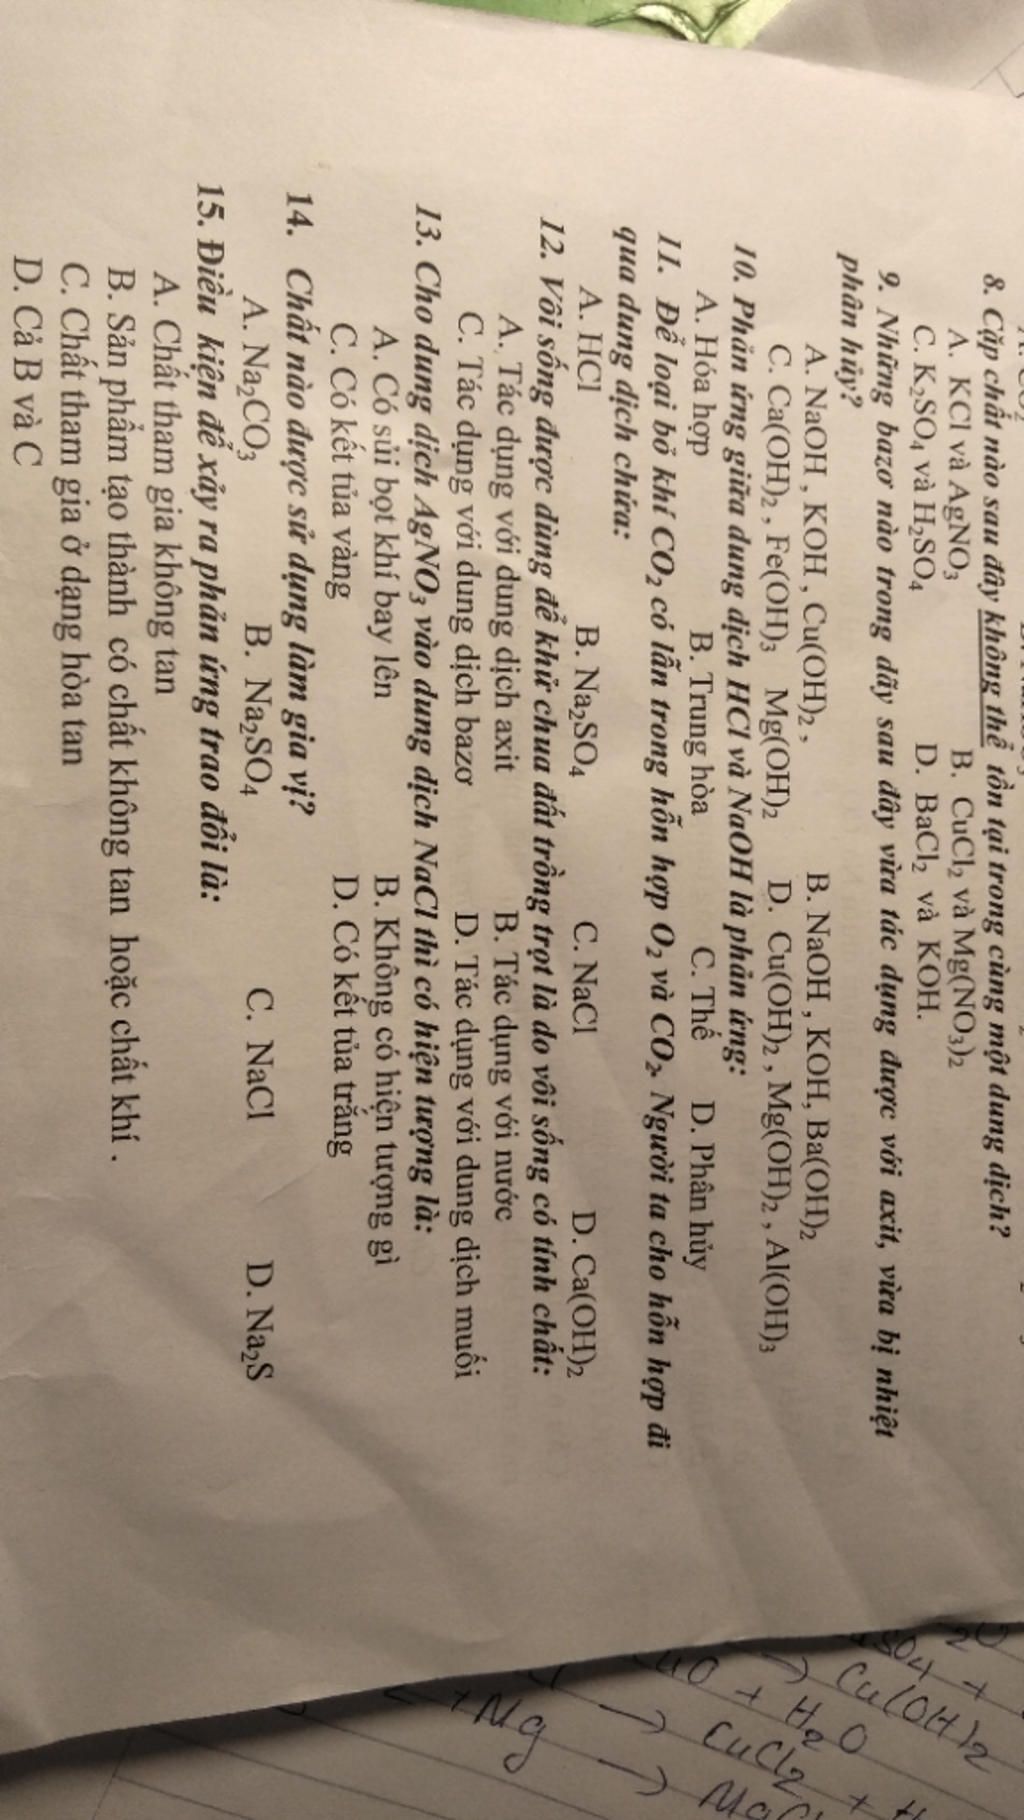 8. Cặp chất nào sau đây không thể tồn tại trong cùng một dung dịch?
A. KCl và AgNO₃ B. CuCl₂ và Mg(NO₃)₂
C. K₂SO₄ và H₂SO₄ D. BaCl₂ và KOH.
9. Những bazơ nào trong dãy sau đây vừa tác dụng được với axit, vừa bị nhiệt
phân hủy?
A. NaOH , KOH , Cu(OH)₂ , B. NaOH , KOH, Ba(OH)₂
C. Ca(OH)₂ , Fe(OH)₃ Mg(OH)₂ D. Cu(OH)₂ , Mg(OH)₂ , Al(OH)₃
10. Phản ứng giữa dung dịch HCl và NaOH là phản ứng:
A. Hóa hợp B. Trung hòa C. Thế D. Phân hủy
11. Để loại bỏ khí CO₂ có lẫn trong hỗn hợp O₂ và CO₂. Người ta cho hỗn hợp đi
qua dung dịch chứa:
A. HCl B. Na₂SO₄ C. NaCl D. Ca(OH)₂
12. Vôi sống được dùng để khử chua đất trồng trọt là do vôi sống có tính chất:
A. Tác dụng với dung dịch axit B. Tác dụng với nước
C. Tác dụng với dung dịch bazơ D. Tác dụng với dung dịch muối
13. Cho dung dịch AgNO₃ vào dung dịch NaCl thì có hiện tượng là:
A. Có sủi bọt khí bay lên B. Không có hiện tượng gì
C. Có kết tủa vàng D. Có kết tủa trắng
14. Chất nào được sử dụng làm gia vị?
A. Na₂CO₃ B. Na₂SO₄ C. NaCl D. Na₂S
15. Điều kiện để xảy ra phản ứng trao đổi là:
A. Chất tham gia không tan
B. Sản phẩm tạo thành có chất không tan hoặc chất khí .
C. Chất tham gia ở dạng hòa tan
D. Cả B và C
SO₄ +
→ Cu(OH)₂
+ H₂O
→ CuCl₂ +
+ Mg →